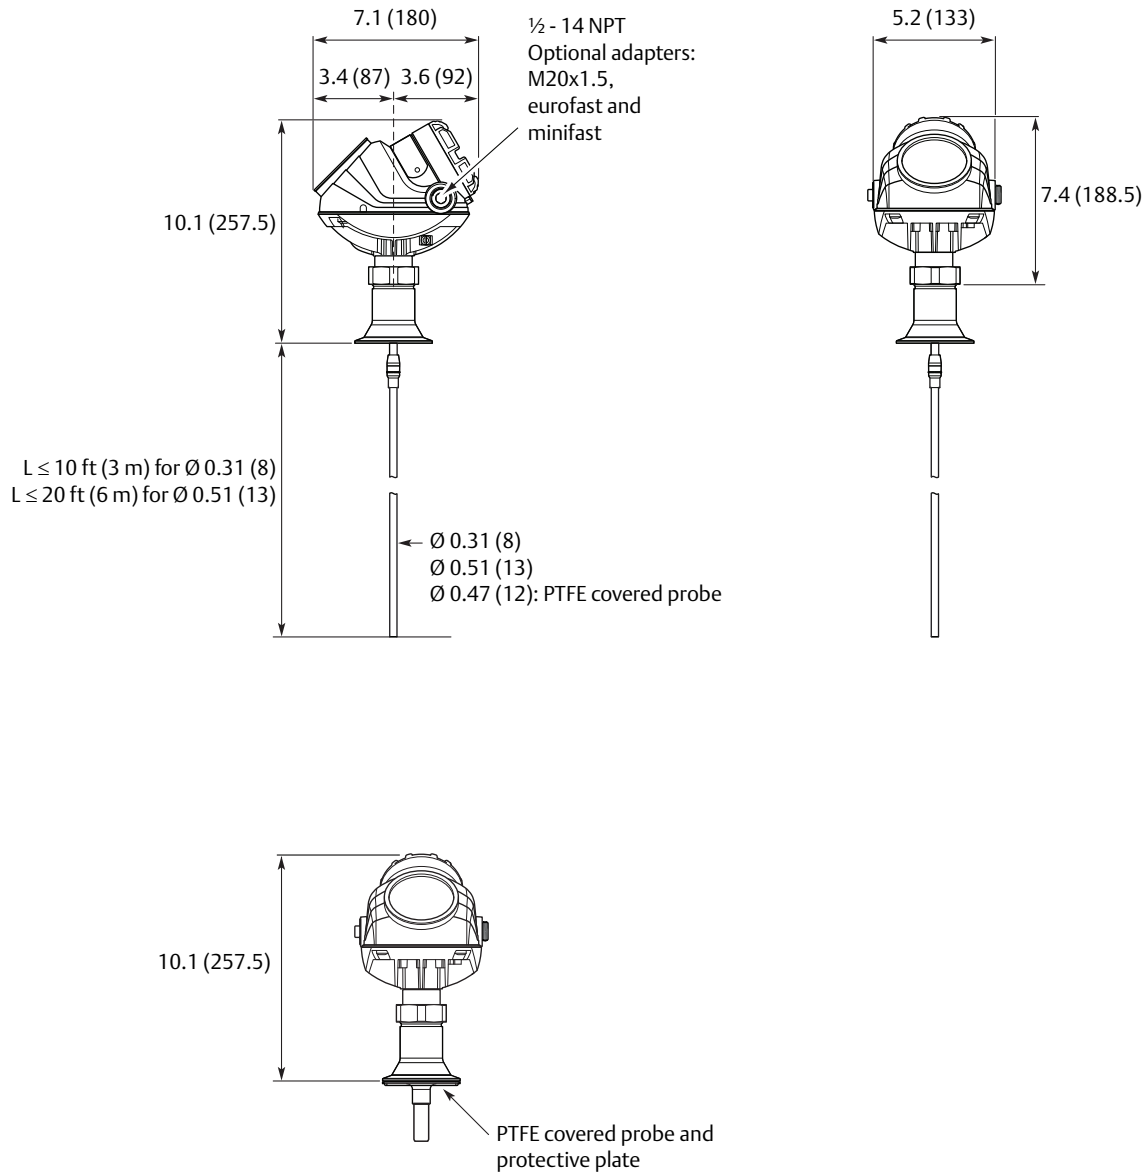 7.1 (180)
½ - 14 NPT
Optional adapters:
M20x1.5,
eurofast and
minifast
5.2 (133)
3.4 (87) 3.6 (92)
10.1 (257.5)
7.4 (188.5)
L ≤ 10 ft (3 m) for Ø 0.31 (8)
L ≤ 20 ft (6 m) for Ø 0.51 (13)
Ø 0.31 (8)
Ø 0.51 (13)
Ø 0.47 (12): PTFE covered probe
10.1 (257.5)
PTFE covered probe and
protective plate